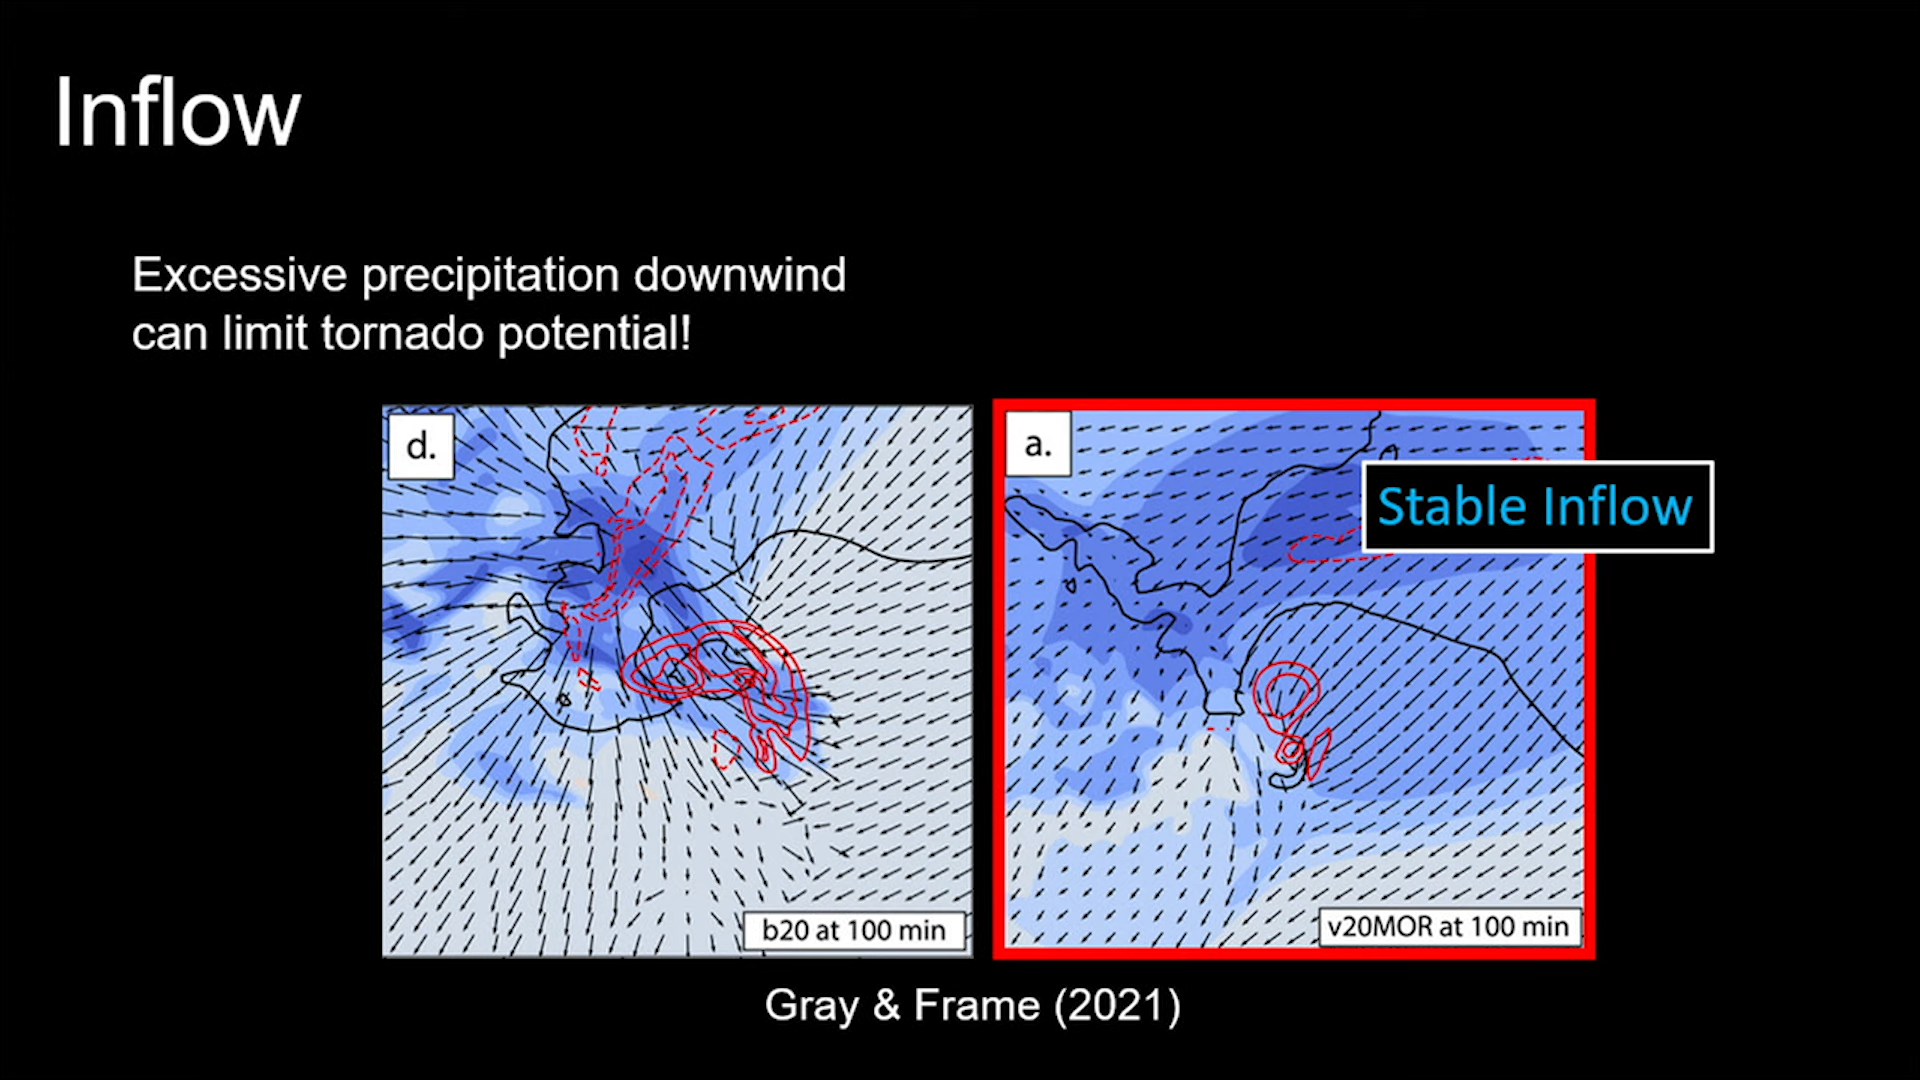 Inflow
Excessive precipitation downwind
can limit tornado potential!
d.
a.
Stable Inflow
b20 at 100 min
v20MOR at 100 min
Gray & Frame (2021)